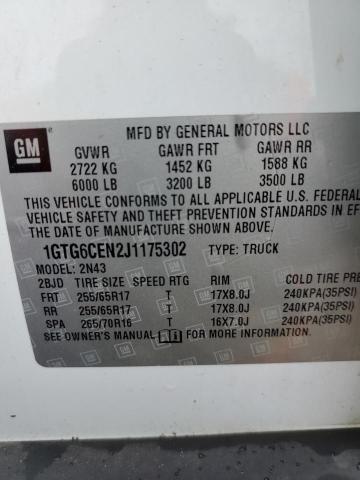 GM
MFD BY GENERAL MOTORS LLC
GVWR GAWR FRT GAWR RR
2722 KG 1452 KG 1588 KG
6000 LB 3200 LB 3500 LB
THIS VEHICLE CONFORMS TO ALL APPLICABLE U.S.
VEHICLE SAFETY AND THEFT PREVENTION STANDARDS
THE DATE OF MANUFACTURE SHOWN ABOVE.
1GTG6CEN2J1175302 TYPE: TRUCK
MODEL: 2N43
2BJD TIRE SIZE SPEED RTG RIM COLD TIRE PRE
FRT 255/65R17 T 17X8.0J 240KPA(35PSI)
RR 255/65R17 T 17X8.0J 240KPA(35PSI)
SPA 265/70R16 T 16X7.0J 240KPA(35PSI)
SEE OWNER'S MANUAL FOR MORE INFORMATION.